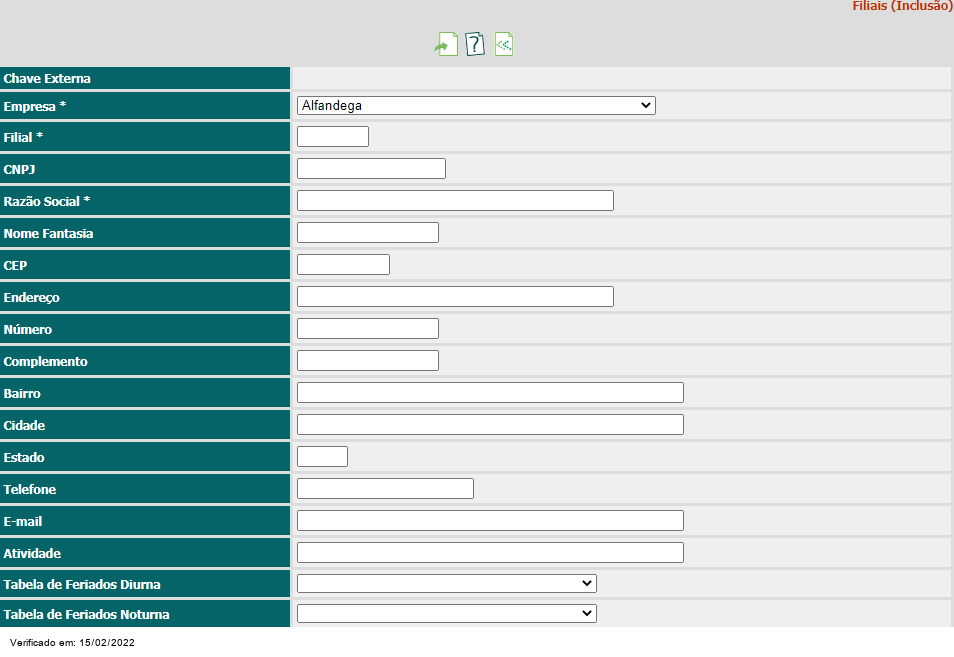 Filiais (Inclusão)
?
Chave Externa
Empresa * Alfandega
Filial *
CNPJ
Razão Social *
Nome Fantasia
CEP
Endereço
Número
Complemento
Bairro
Cidade
Estado
Telefone
E-mail
Atividade
Tabela de Feriados Diurna
Tabela de Feriados Noturna
Verificado em: 15/02/2022